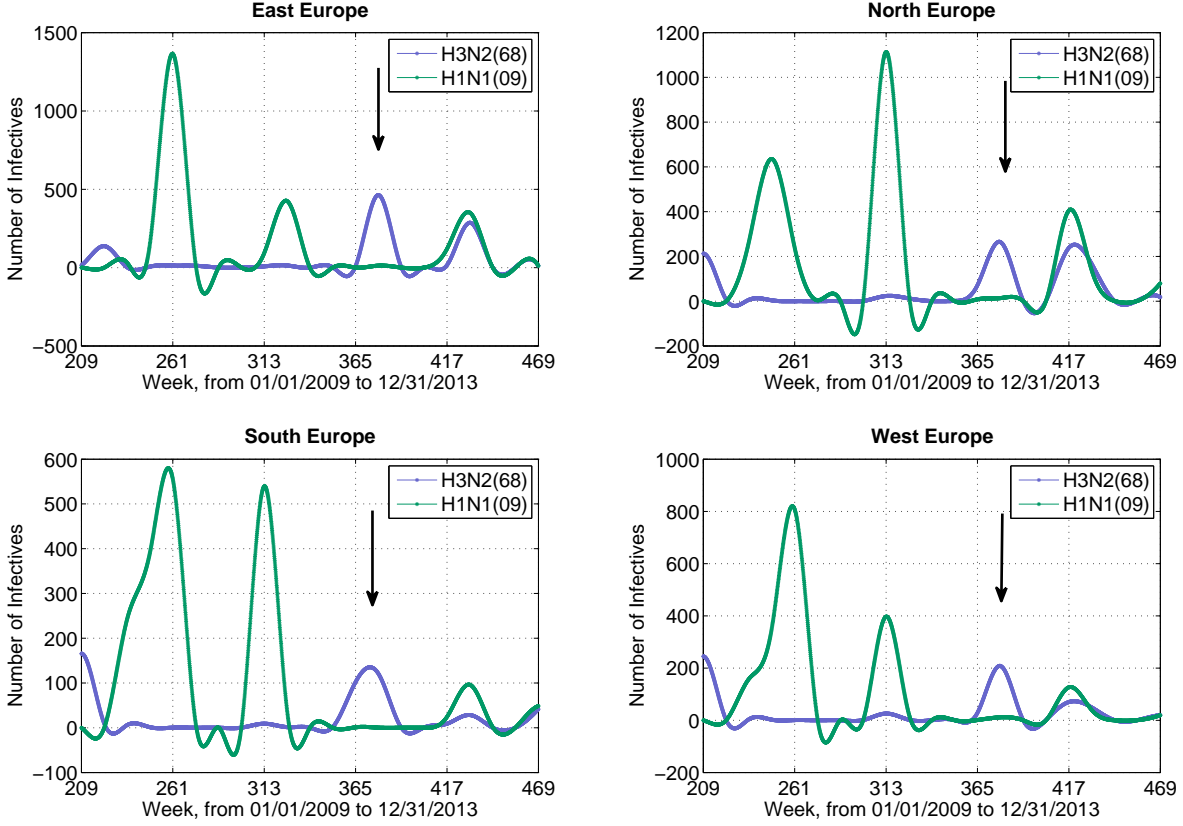 East Europe
1500
1000
500
0
−500
209 261 313 365 417 469
Number of Infectives
Week, from 01/01/2009 to 12/31/2013
H3N2(68)
H1N1(09)
North Europe
1200
1000
800
600
400
200
0
−200
209 261 313 365 417 469
Number of Infectives
Week, from 01/01/2009 to 12/31/2013
H3N2(68)
H1N1(09)
South Europe
600
500
400
300
200
100
0
−100
209 261 313 365 417 469
Number of Infectives
Week, from 01/01/2009 to 12/31/2013
H3N2(68)
H1N1(09)
West Europe
1000
800
600
400
200
0
−200
209 261 313 365 417 469
Number of Infectives
Week, from 01/01/2009 to 12/31/2013
H3N2(68)
H1N1(09)